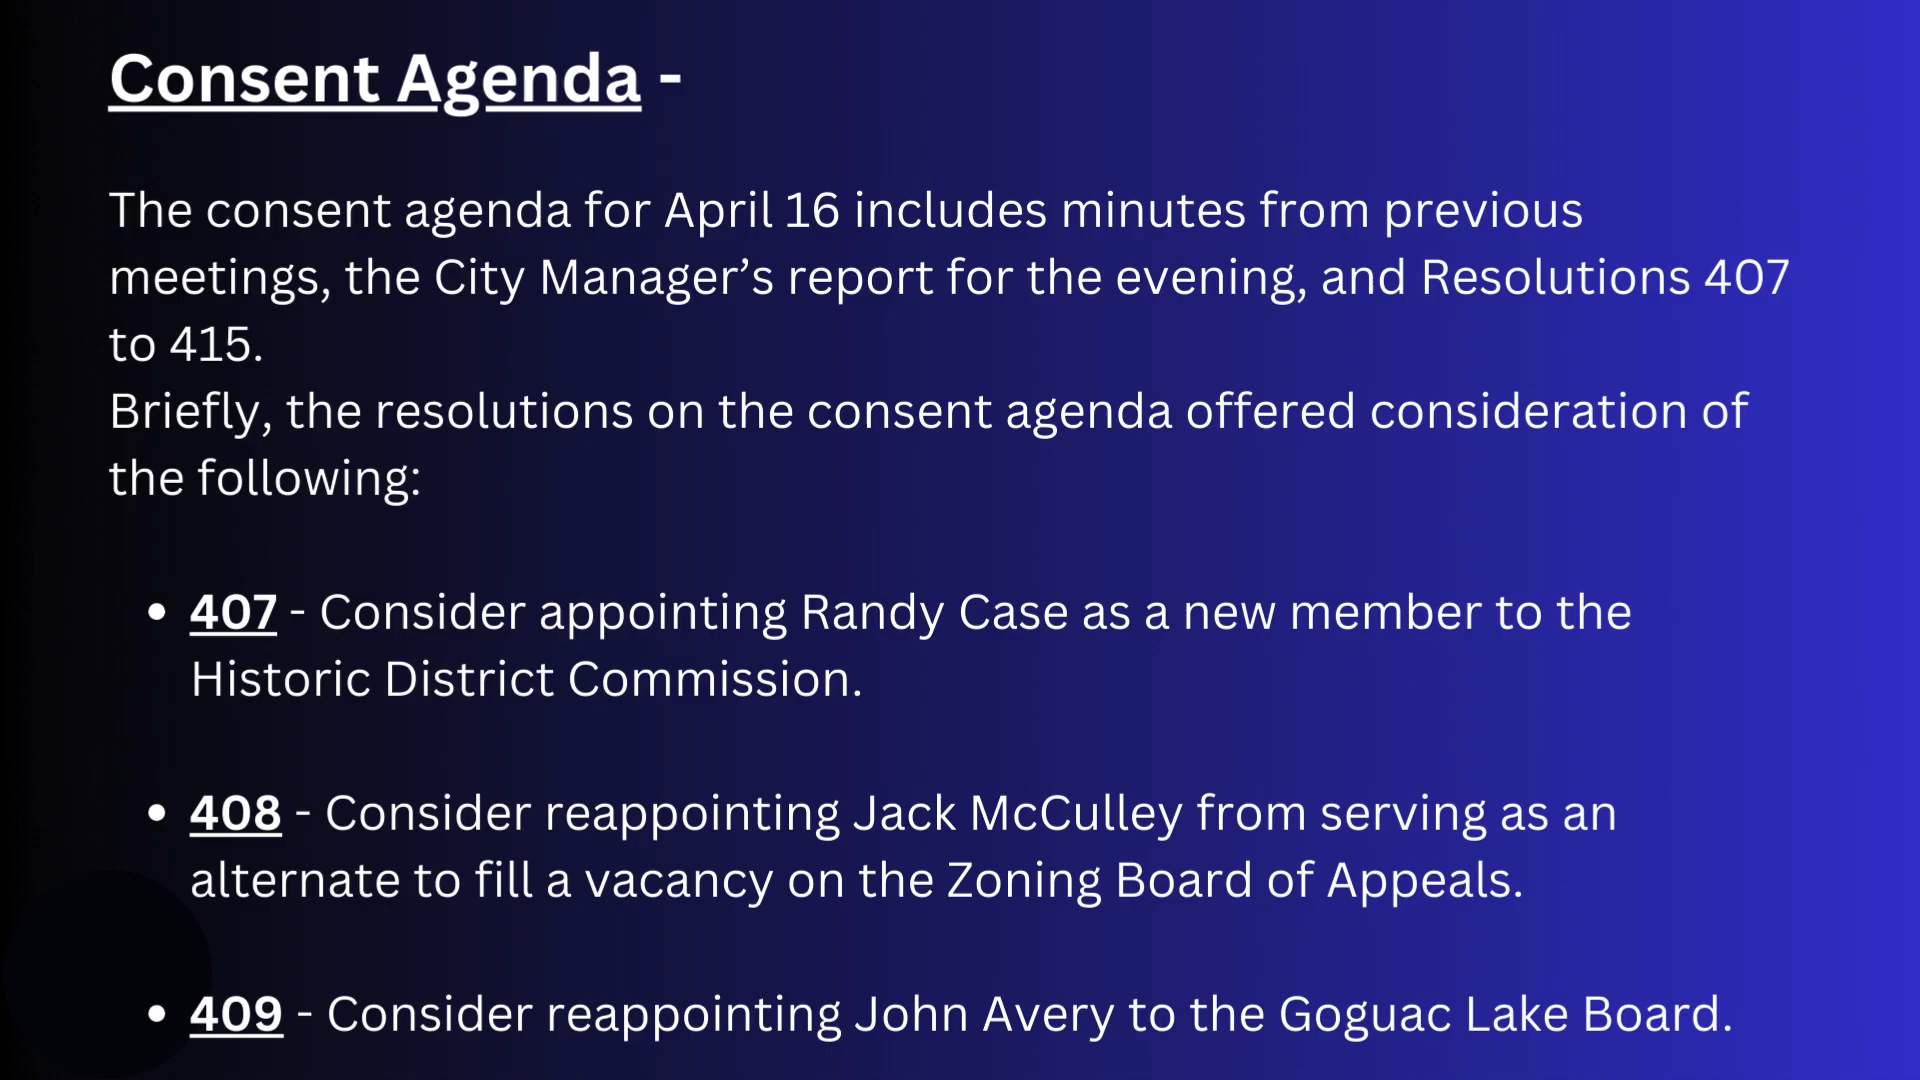 Consent Agenda -
The consent agenda for April 16 includes minutes from previous
meetings, the City Manager’s report for the evening, and Resolutions 407
to 415.
Briefly, the resolutions on the consent agenda offered consideration of
the following:
• 407 - Consider appointing Randy Case as a new member to the
Historic District Commission.
• 408 - Consider reappointing Jack McCulley from serving as an
alternate to fill a vacancy on the Zoning Board of Appeals.
• 409 - Consider reappointing John Avery to the Goguac Lake Board.